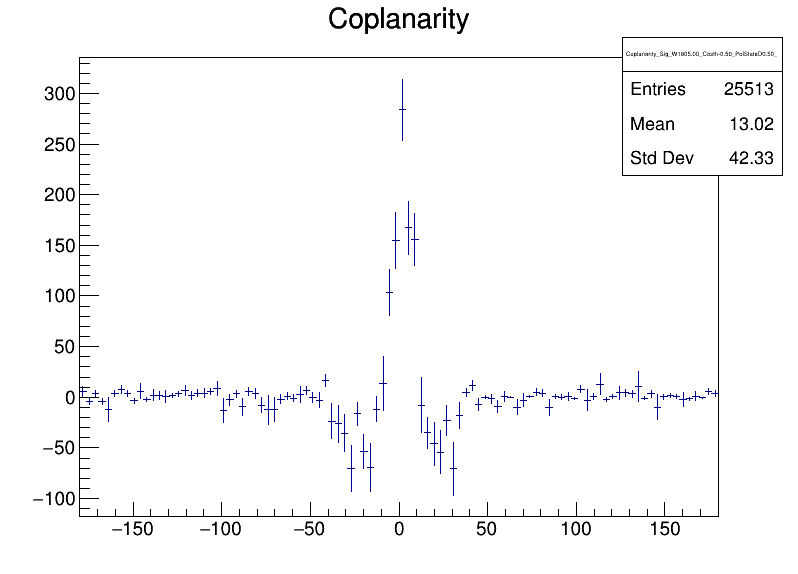 Coplanarity
Coplanarity_Sig_W1805.00_Costh-0.50_PolStateD0.50_
Entries 25513
Mean 13.02
Std Dev 42.33
300
250
200
150
100
50
0
−50
−100
−150 −100 −50 0 50 100 150